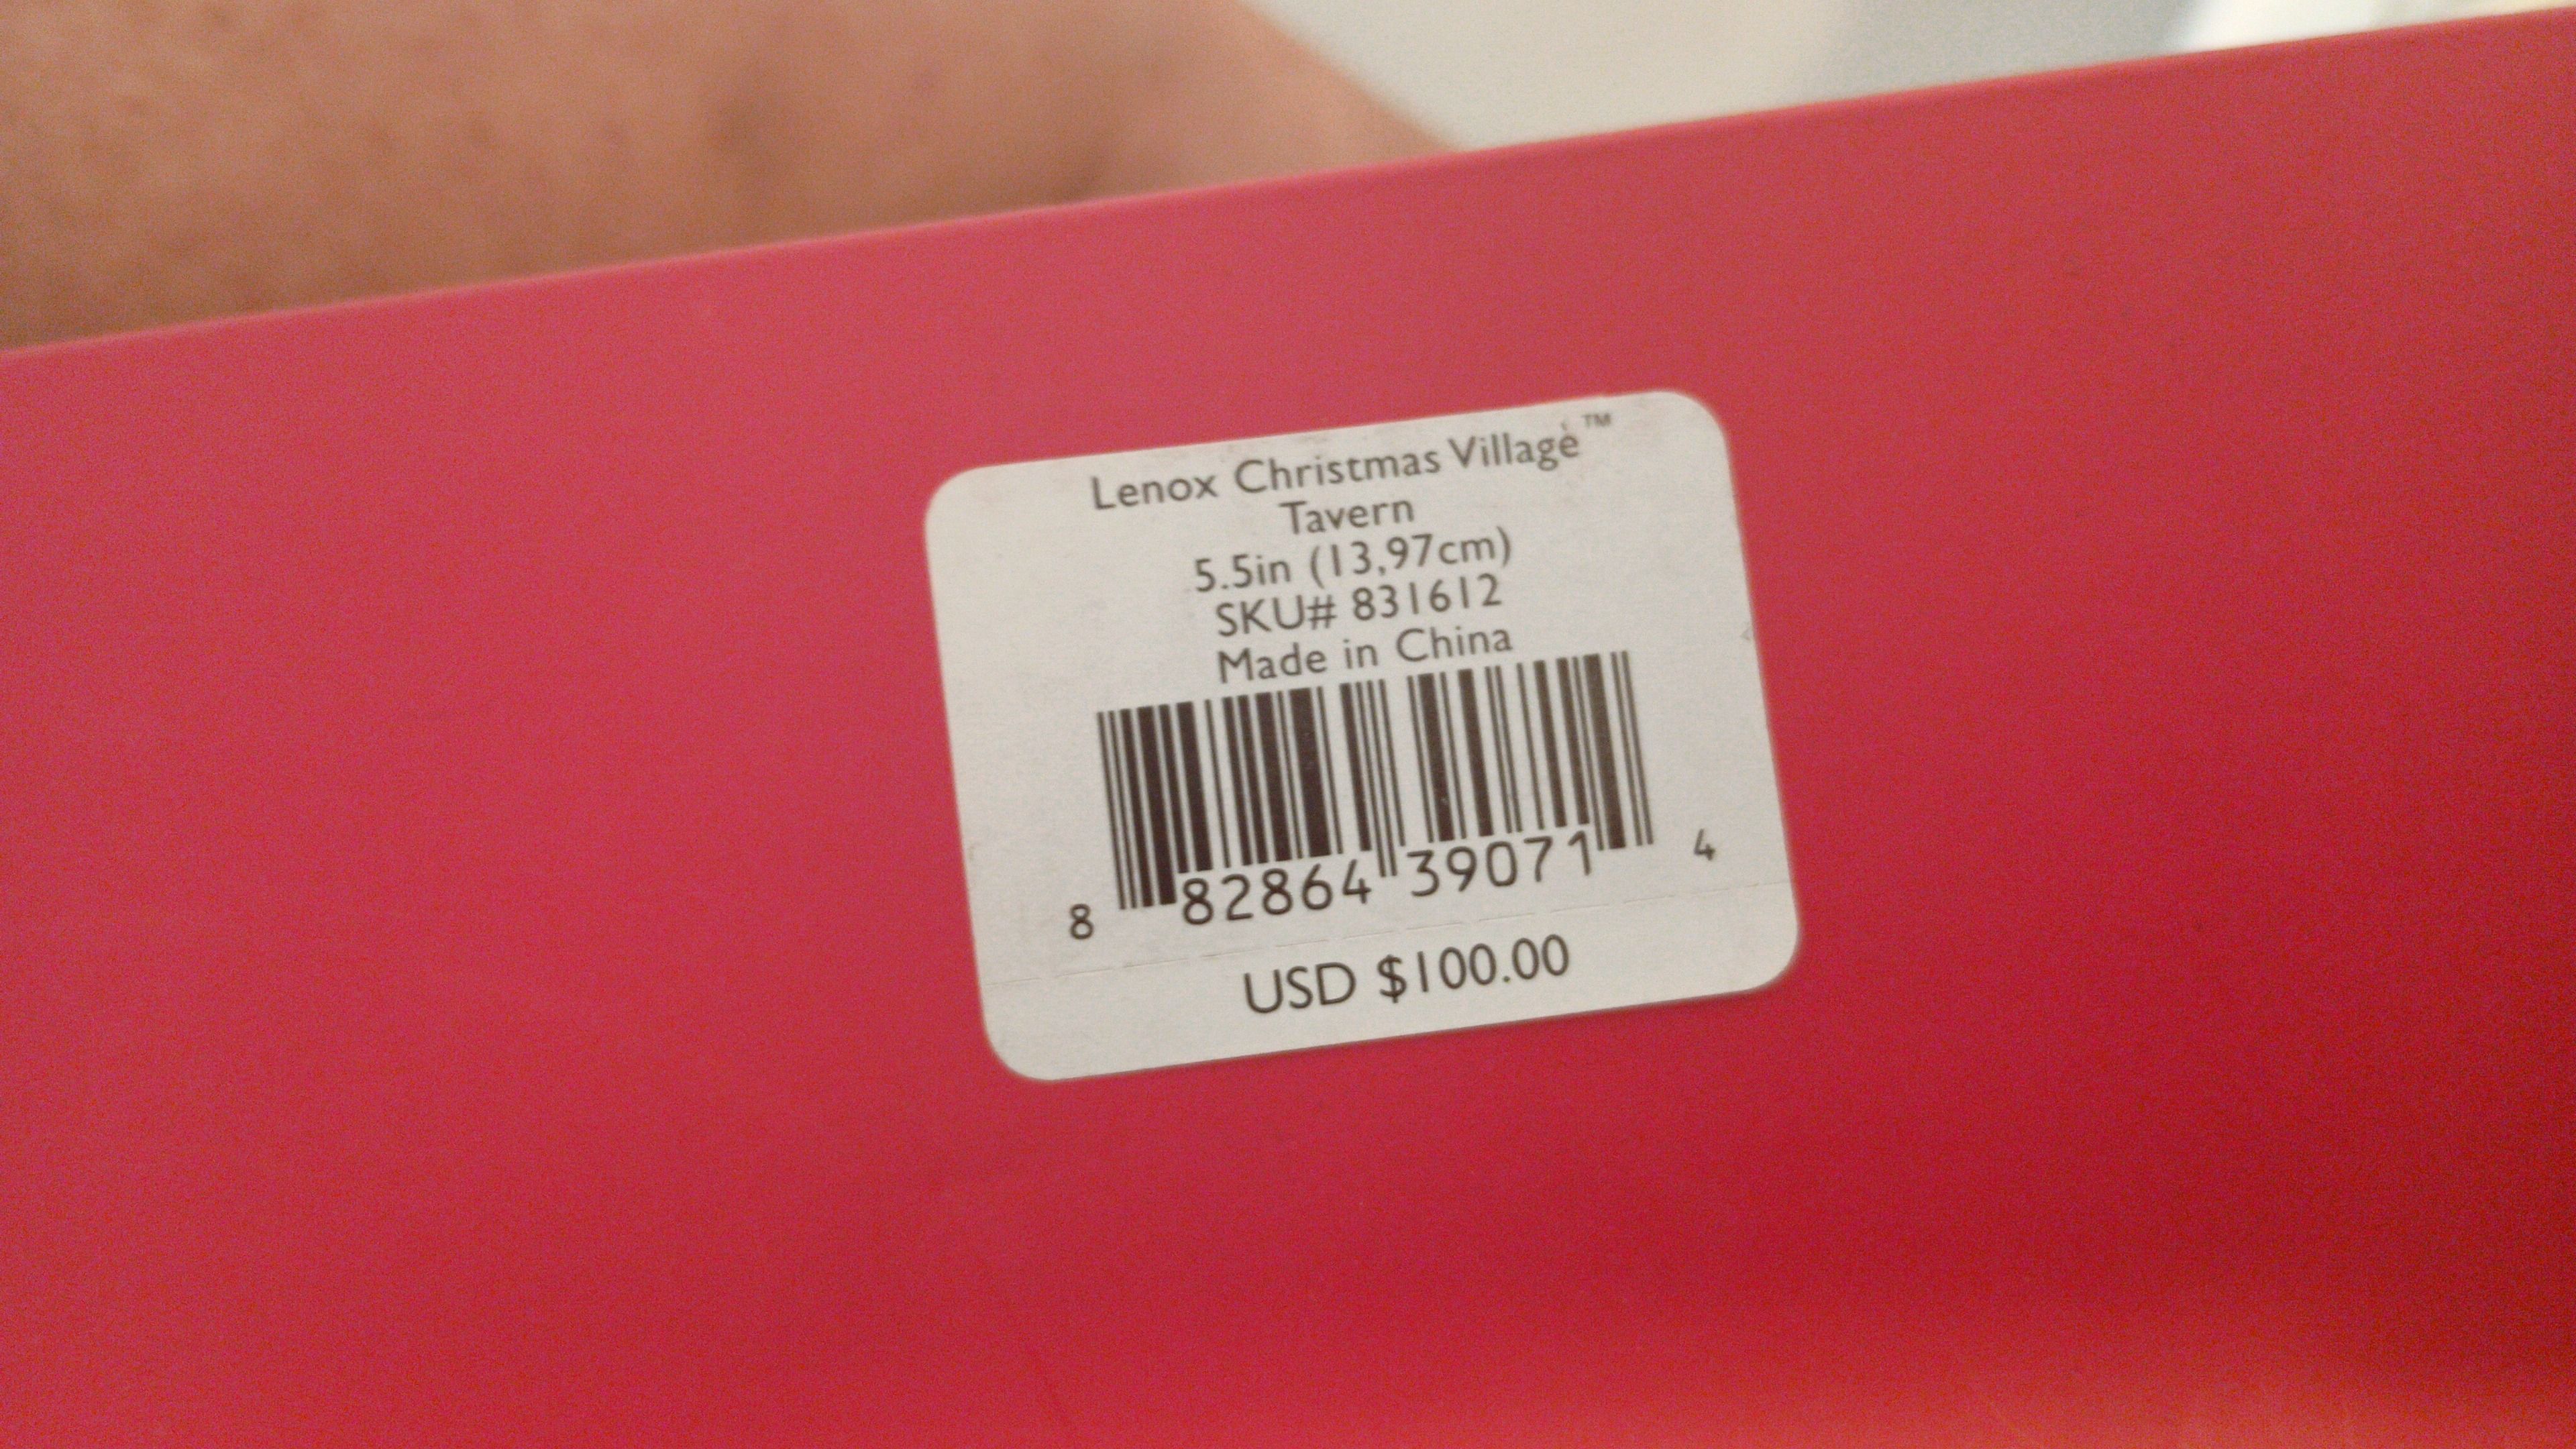 Lenox Christmas Village™
Tavern
5.5in (13,97cm)
SKU# 831612
Made in China
8 82864 39071 4
USD $100.00